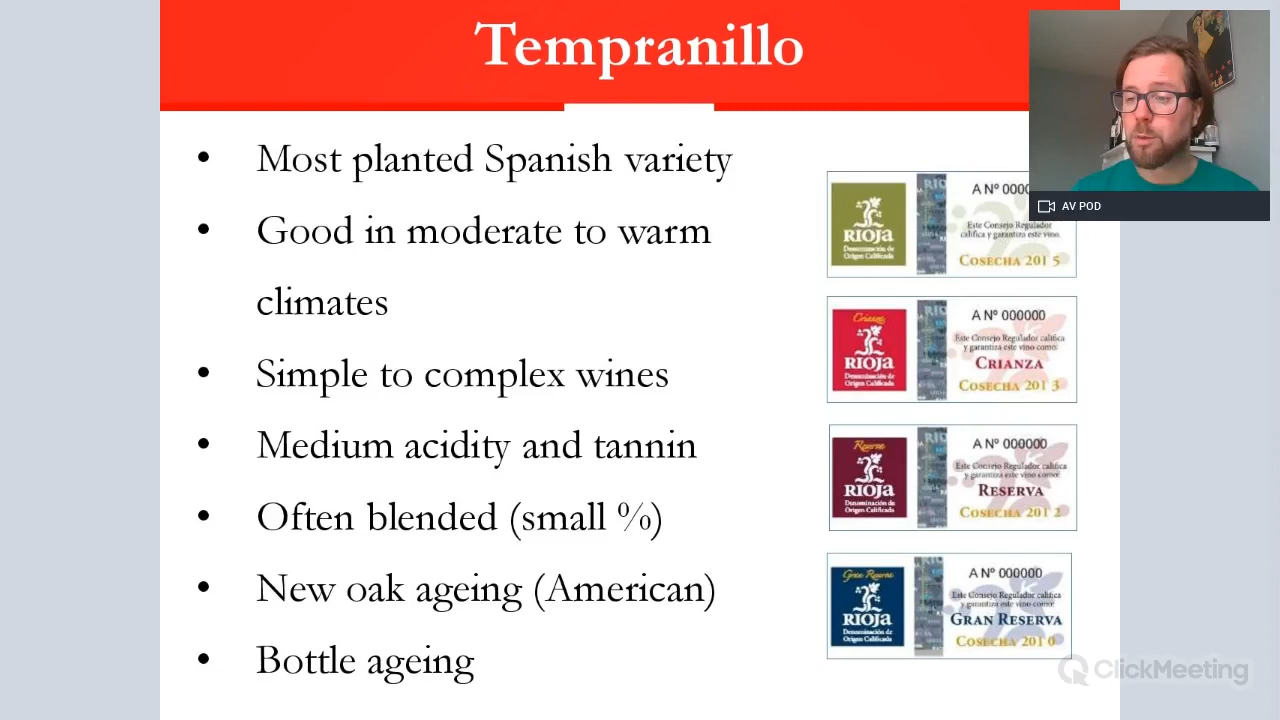 Tempranillo
• Most planted Spanish variety
• Good in moderate to warm
climates
• Simple to complex wines
• Medium acidity and tannin
• Often blended (small %)
• New oak ageing (American)
• Bottle ageing
AV POD
RIOJA
Denominación de
Origen Calificada
A Nº 000
Este Consejo Regulador
califica y garantiza este vino.
COSECHA 2015
Crianza
RIOJA
Denominación de
Origen Calificada
A Nº 000000
Este Consejo Regulador califica
y garantiza este vino como:
CRIANZA
COSECHA 2013
Reserva
RIOJA
Denominación de
Origen Calificada
A Nº 000000
Este Consejo Regulador califica
y garantiza este vino como:
RESERVA
COSECHA 2012
Gran Reserva
RIOJA
Denominación de
Origen Calificada
A Nº 000000
Este Consejo Regulador califica
y garantiza este vino como:
GRAN RESERVA
COSECHA 2010
ClickMeeting